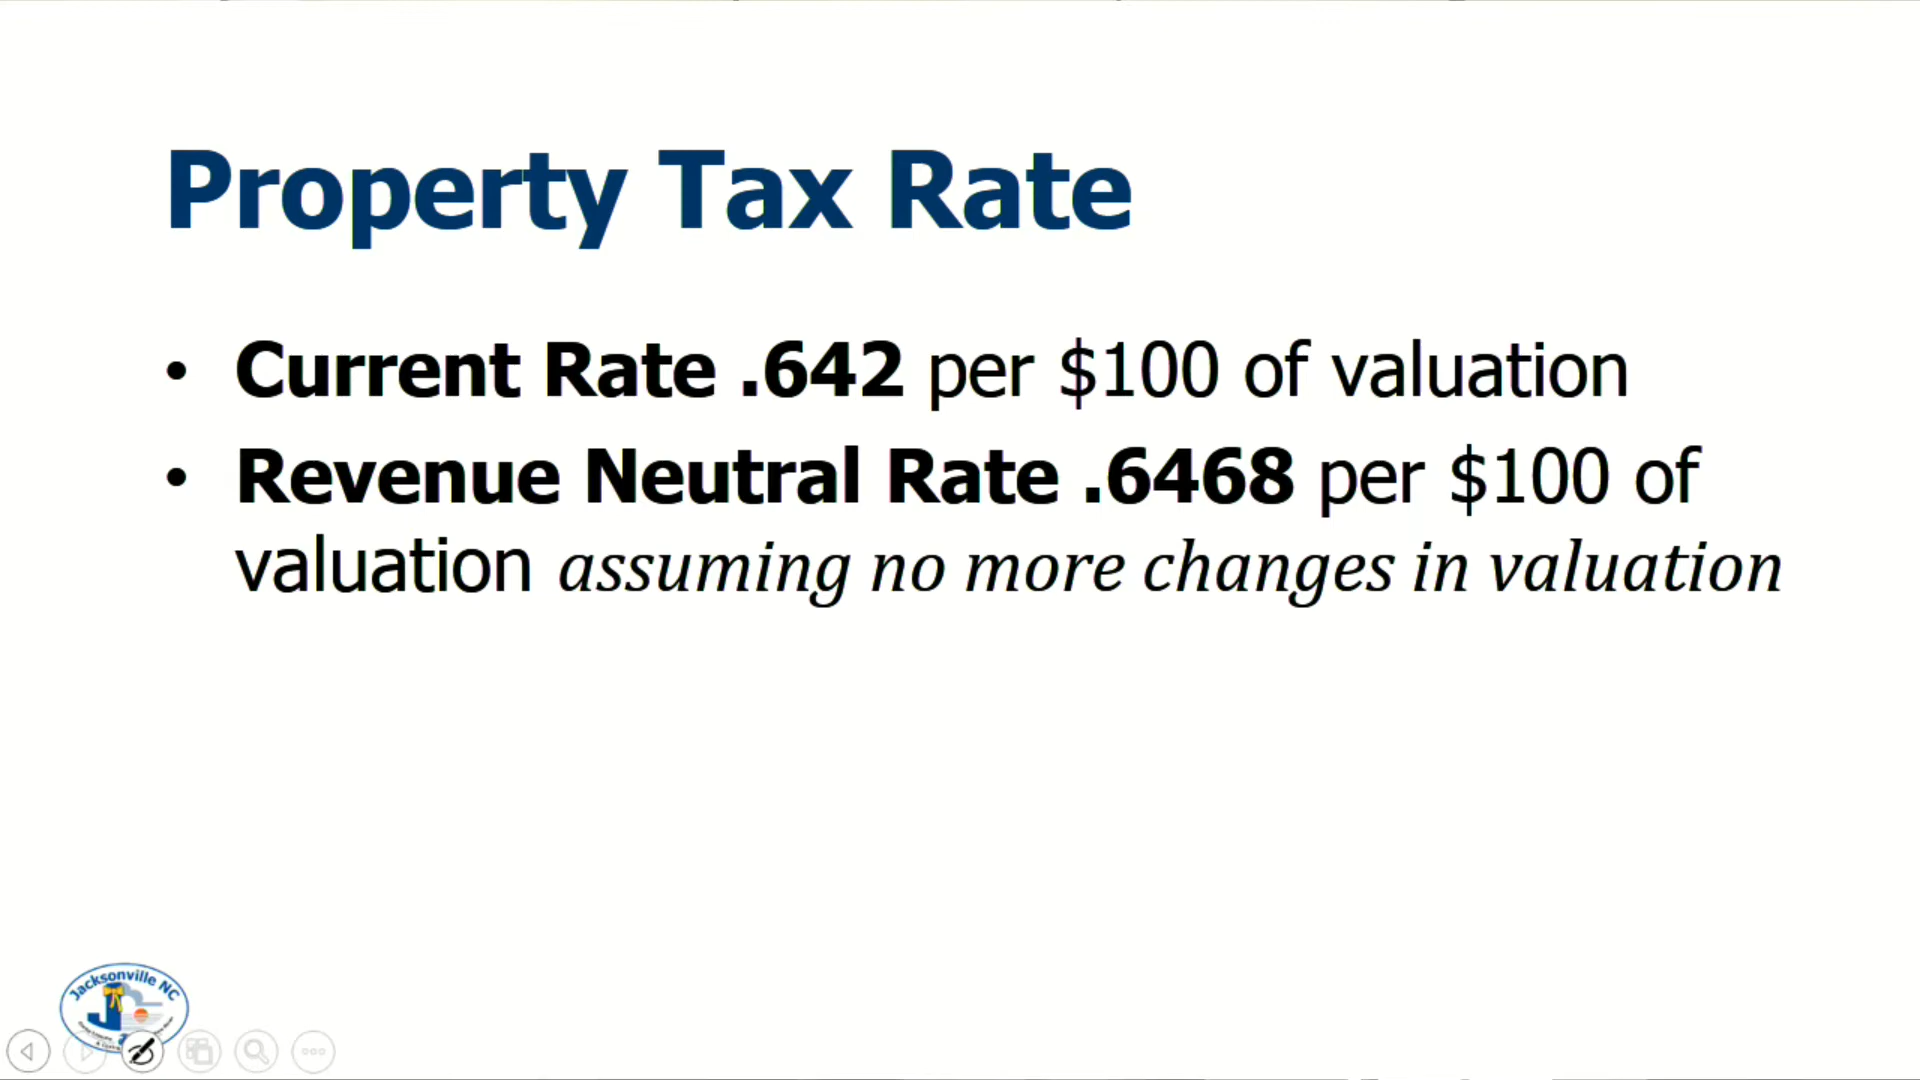 Property Tax Rate
• Current Rate .642 per $100 of valuation
• Revenue Neutral Rate .6468 per $100 of
valuation assuming no more changes in valuation
Jacksonville NC